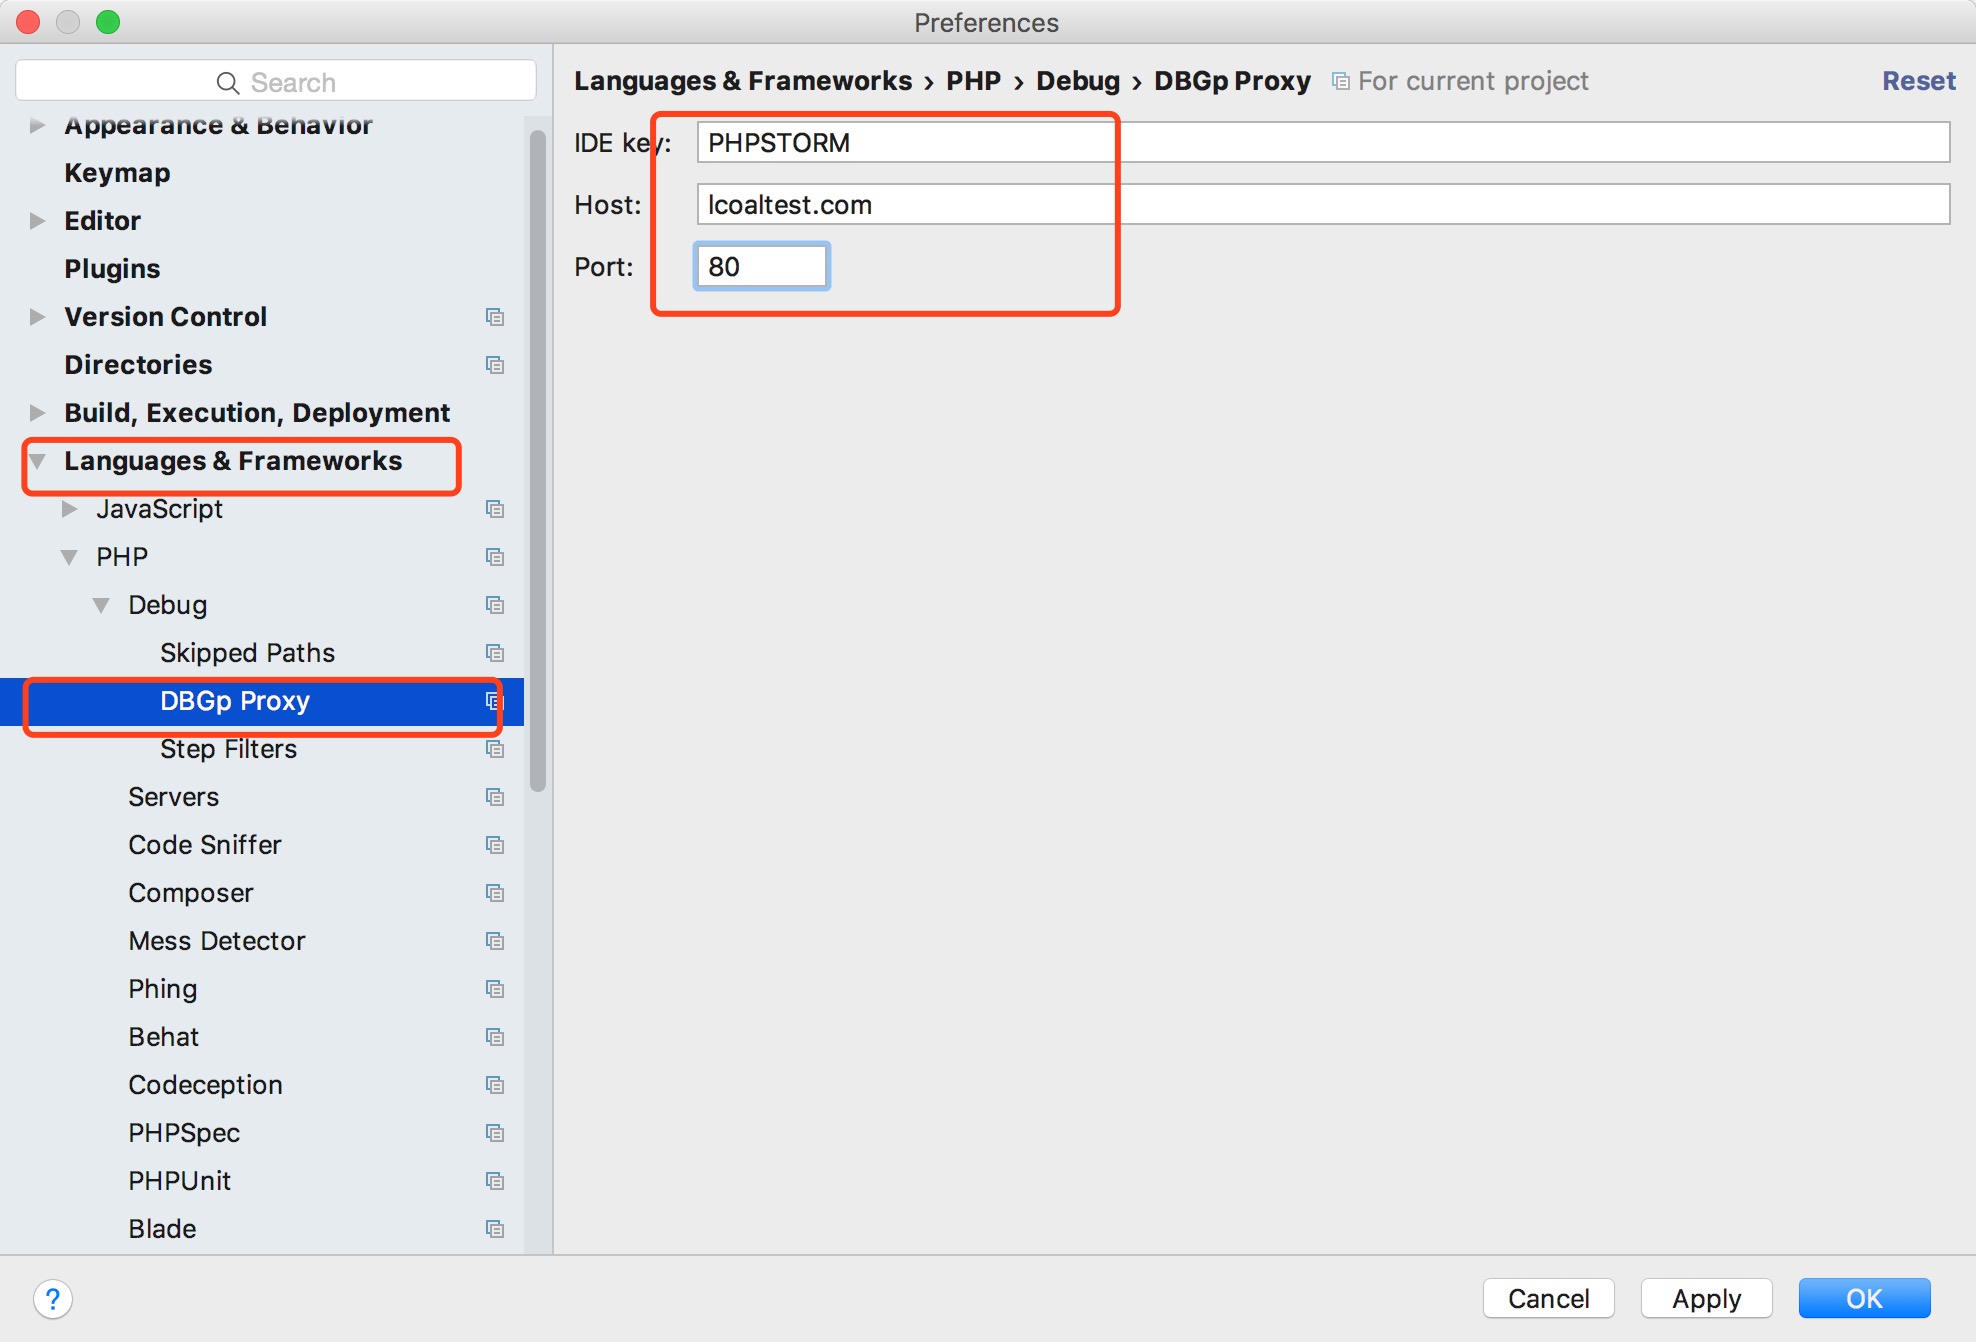 Preferences
Search
Appearance & Behavior
Keymap
Editor
Plugins
Version Control
Directories
Build, Execution, Deployment
Languages & Frameworks
JavaScript
PHP
Debug
Skipped Paths
DBGp Proxy
Step Filters
Servers
Code Sniffer
Composer
Mess Detector
Phing
Behat
Codeception
PHPSpec
PHPUnit
Blade
Languages & Frameworks › PHP › Debug › DBGp Proxy For current project Reset
IDE key: PHPSTORM
Host: lcoaltest.com
Port: 80
? Cancel Apply OK